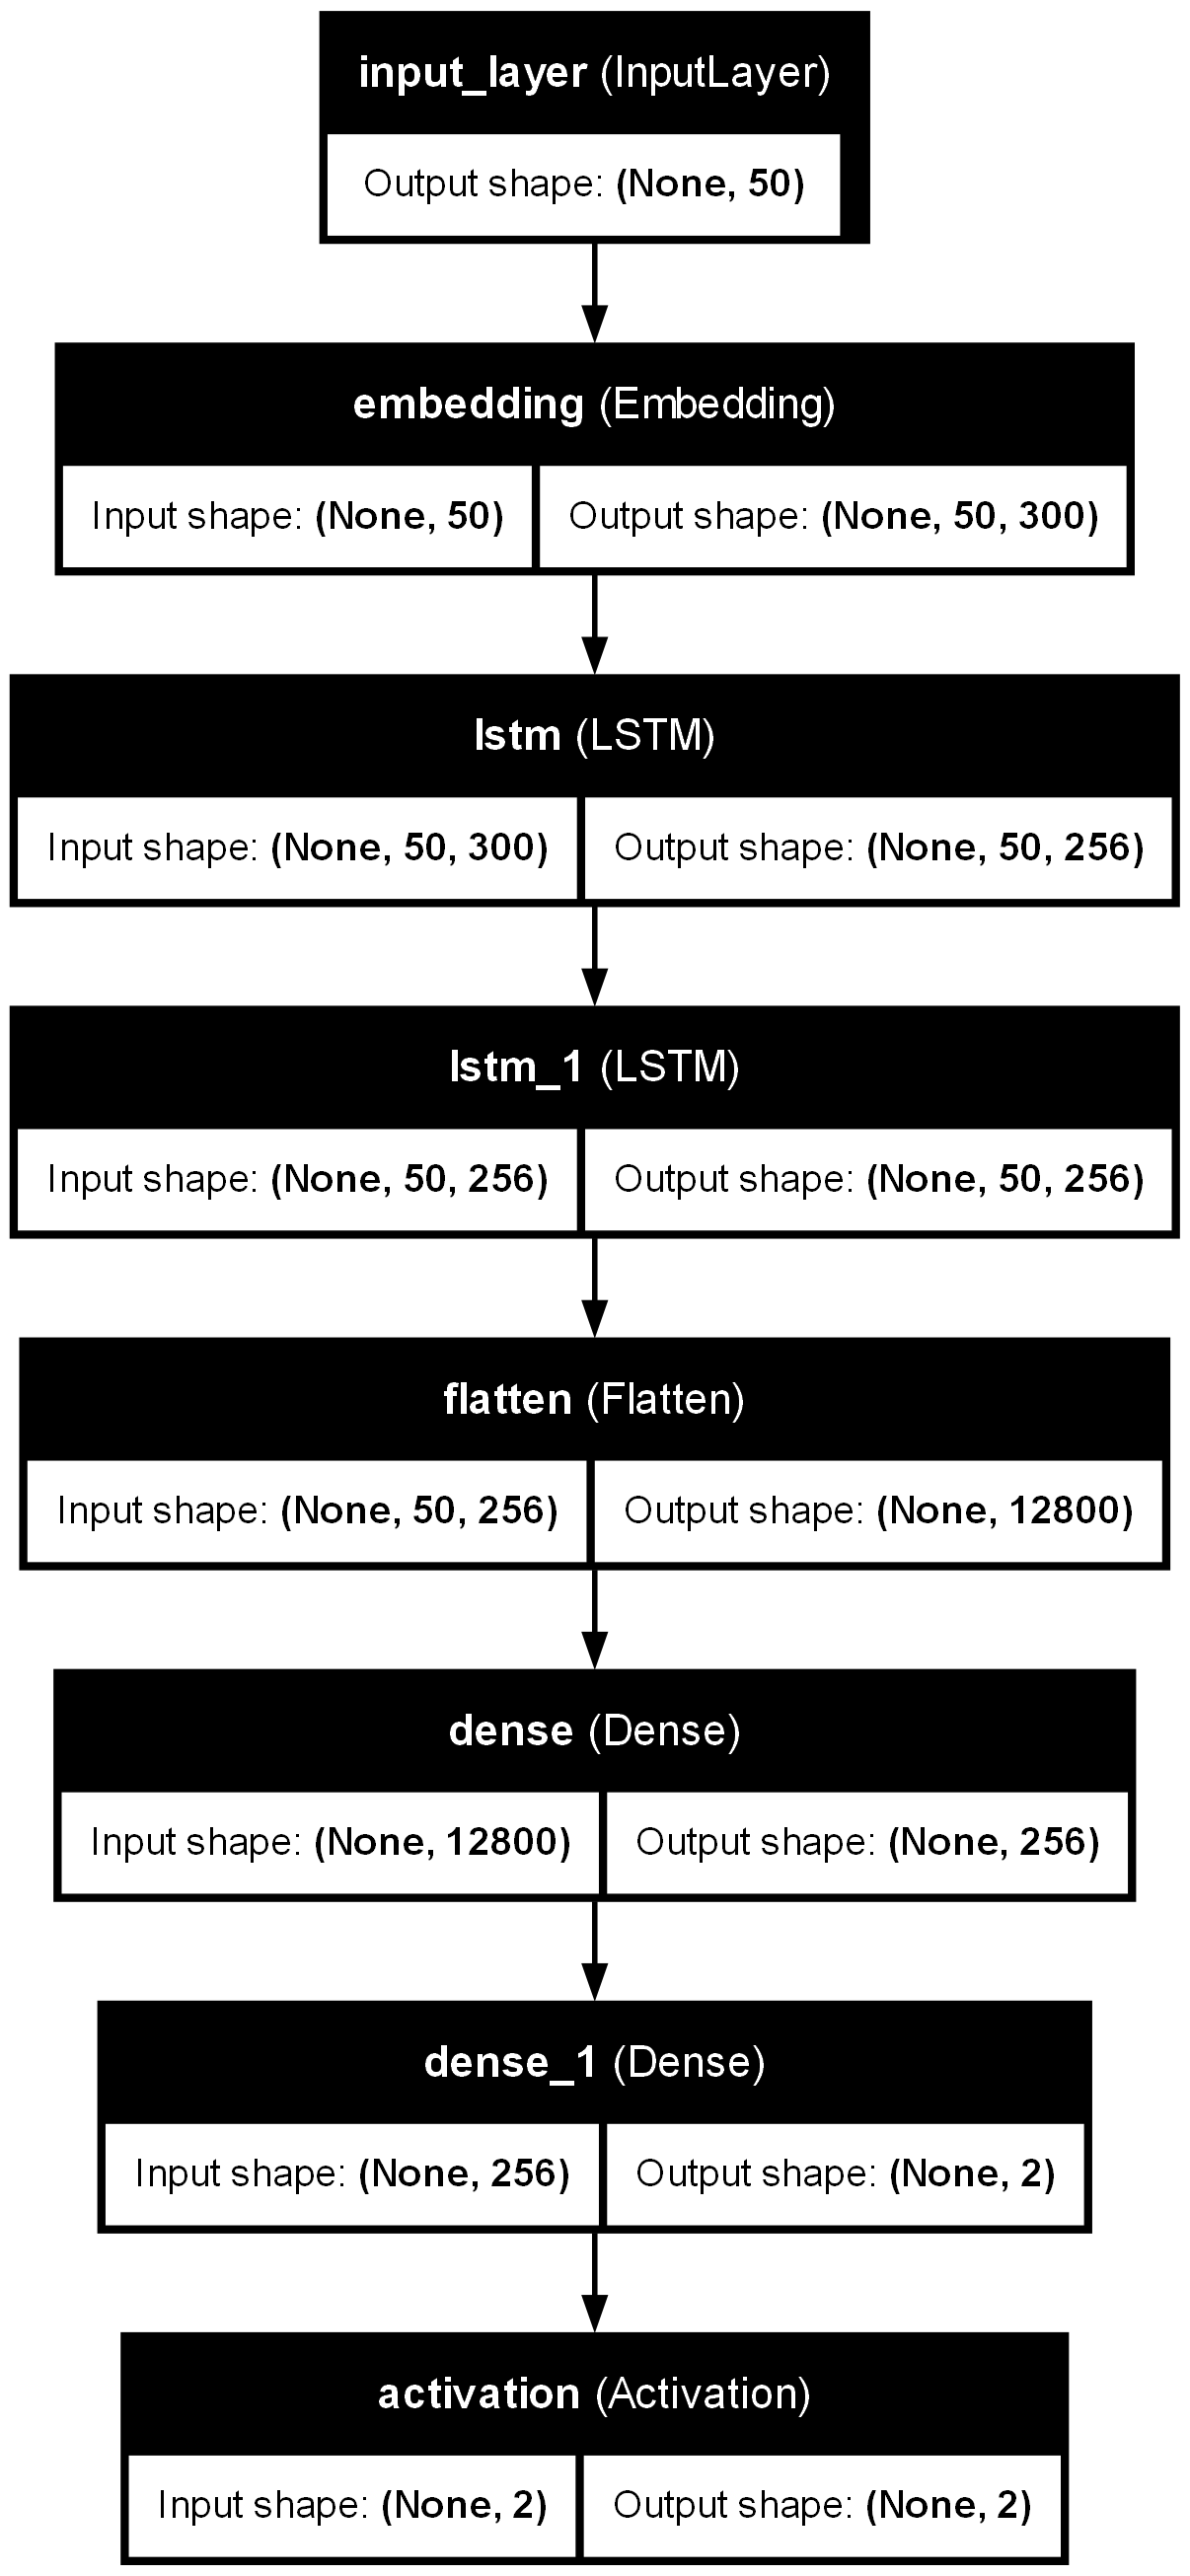 input_layer (InputLayer)
Output shape: (None, 50)
embedding (Embedding)
Input shape: (None, 50) Output shape: (None, 50, 300)
lstm (LSTM)
Input shape: (None, 50, 300) Output shape: (None, 50, 256)
lstm_1 (LSTM)
Input shape: (None, 50, 256) Output shape: (None, 50, 256)
flatten (Flatten)
Input shape: (None, 50, 256) Output shape: (None, 12800)
dense (Dense)
Input shape: (None, 12800) Output shape: (None, 256)
dense_1 (Dense)
Input shape: (None, 256) Output shape: (None, 2)
activation (Activation)
Input shape: (None, 2) Output shape: (None, 2)